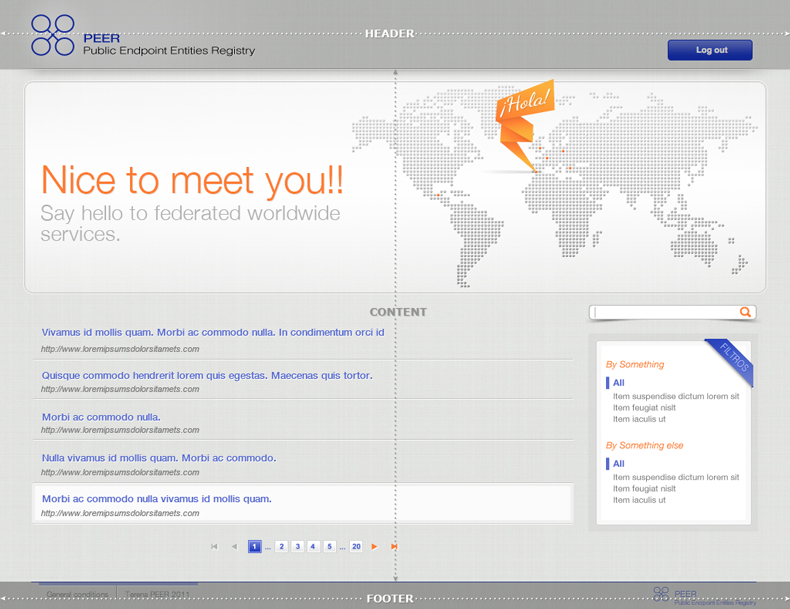 HEADER
PEER
Public Endpoint Entities Registry
Log out
¡Hola!
Nice to meet you!!
Say hello to federated worldwide
services.
CONTENT
Vivamus id mollis quam. Morbi ac commodo nulla. In condimentum orci id
http://www.loremipsumsdolorsitamets.com
Quisque commodo hendrerit lorem quis egestas. Maecenas quis tortor.
http://www.loremipsumsdolorsitamets.com
Morbi ac commodo nulla.
http://www.loremipsumsdolorsitamets.com
Nulla vivamus id mollis quam. Morbi ac commodo.
http://www.loremipsumsdolorsitamets.com
Morbi ac commodo nulla vivamus id mollis quam.
http://www.loremipsumsdolorsitamets.com
1 ... 2 3 4 5 ... 20
FILTROS
By Something
All
Item suspendise dictum lorem sit
Item feugiat nisit
Item iaculis ut
By Something else
All
Item suspendise dictum lorem sit
Item feugiat nisit
Item iaculis ut
General conditions
Terena PEER 2011
FOOTER
PEER
Public Endpoint Entities Registry